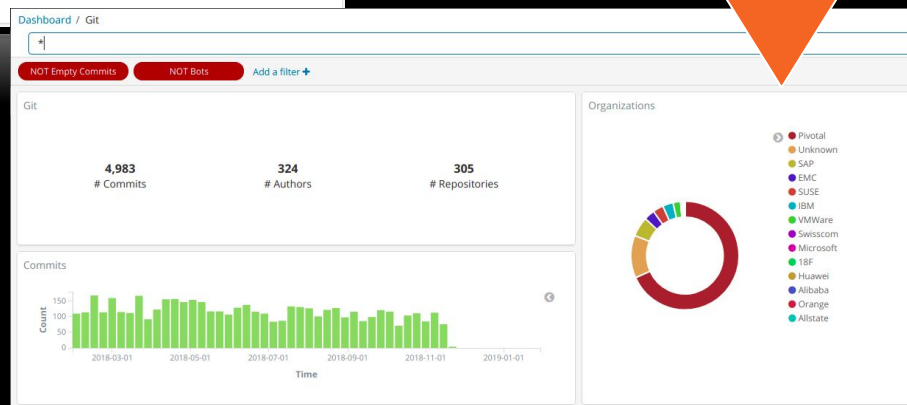 Dashboard / Git
*
NOT Empty Commits NOT Bots Add a filter +
Git
4,983 324 305
# Commits # Authors # Repositories
Commits
Count
150
100
50
0
2018-03-01 2018-05-01 2018-07-01 2018-09-01 2018-11-01 2019-01-01
Time
Organizations
Pivotal
Unknown
SAP
EMC
SUSE
IBM
VMWare
Swisscom
Microsoft
18F
Huawei
Alibaba
Orange
Allstate